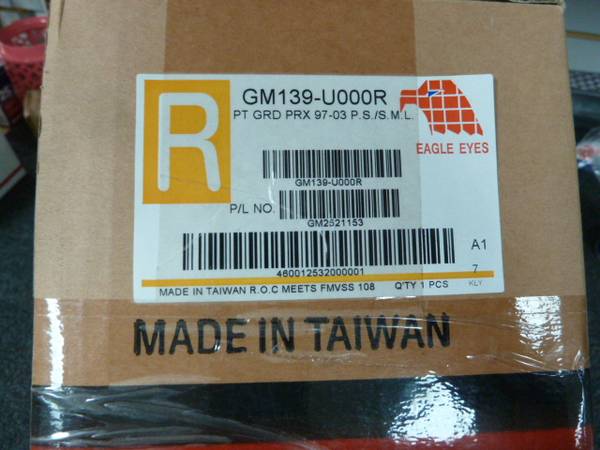 R
GM139-U000R
PT GRD PRX 97-03 P.S./S.M.L.
EAGLE EYES
GM139-U000R
P/L NO.
GM2521153
460012532000001
A1
7
KLY
MADE IN TAIWAN R.O.C MEETS FMVSS 108 Q'TY 1 PCS
MADE IN TAIWAN